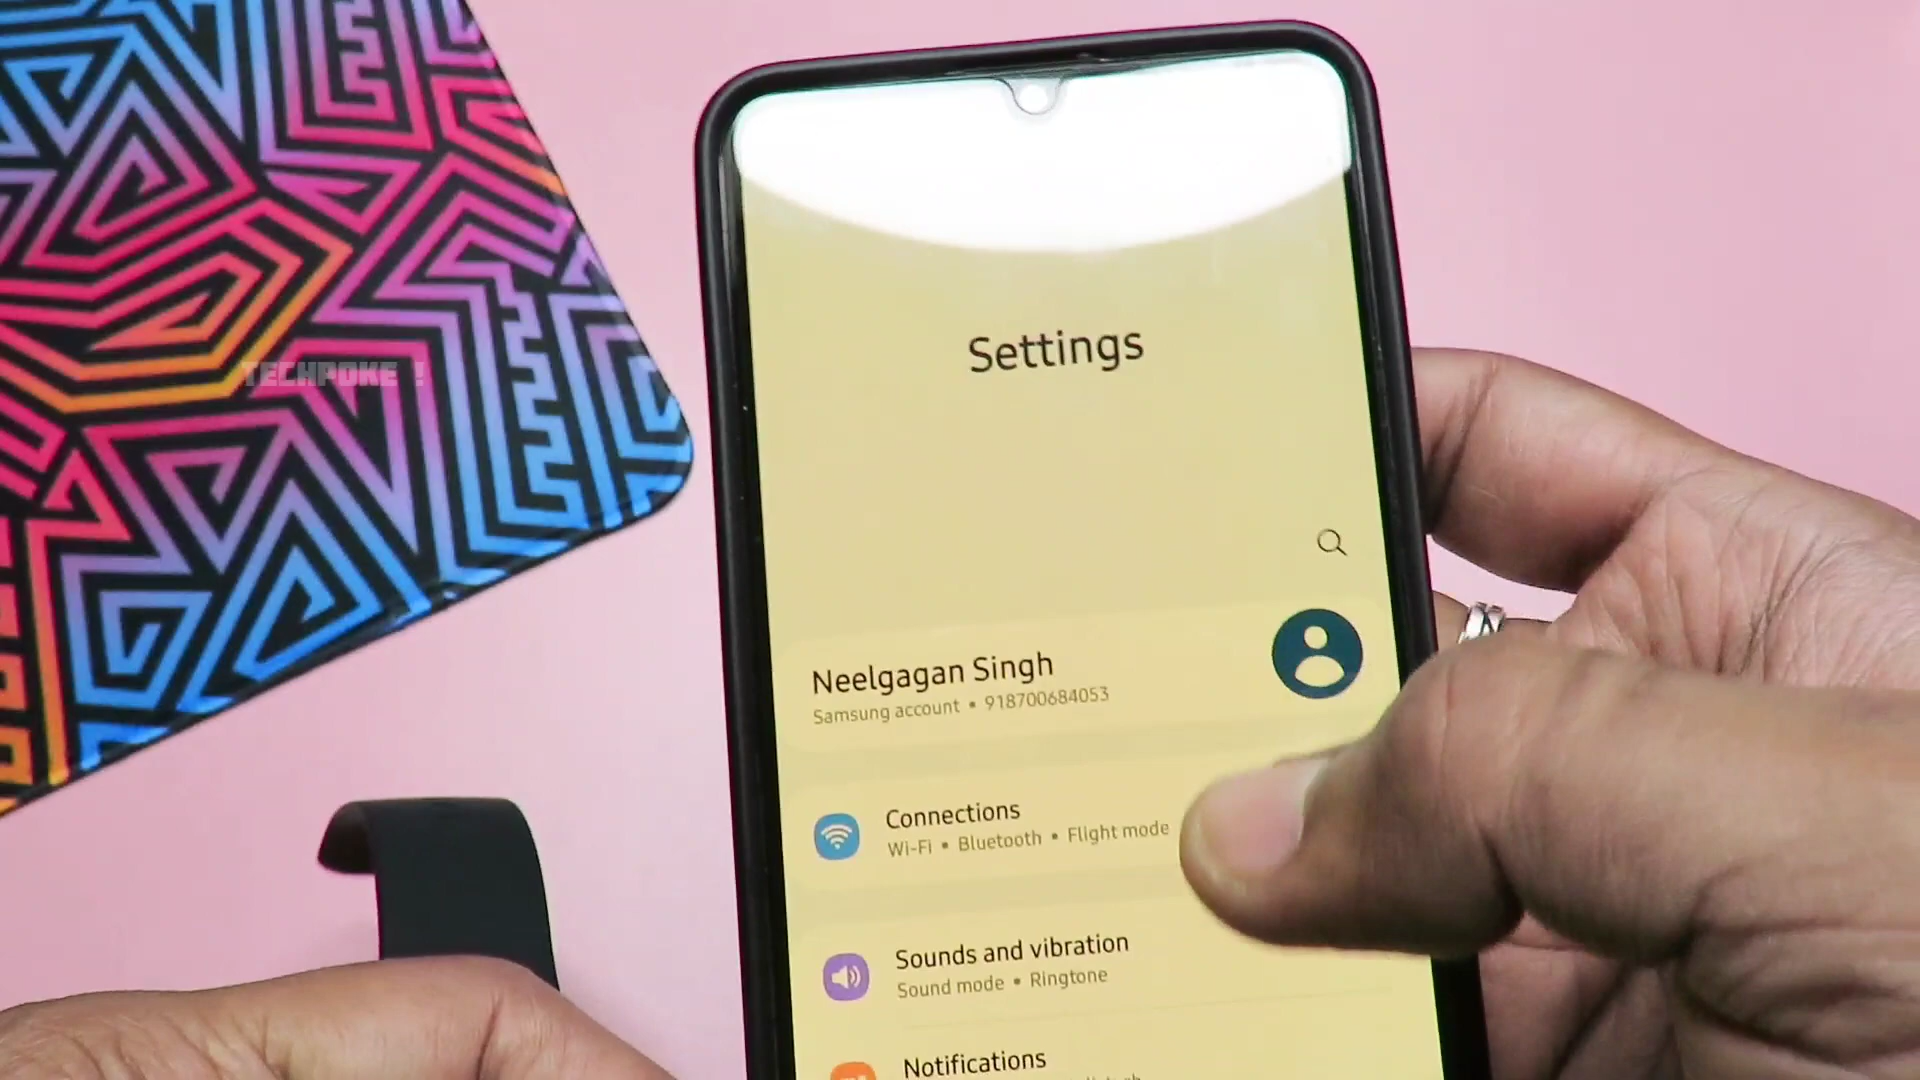 TECHPOKE !
Settings
Neelgagan Singh
Samsung account • 918700684053
Connections
Wi-Fi • Bluetooth • Flight mode
Sounds and vibration
Sound mode • Ringtone
Notifications